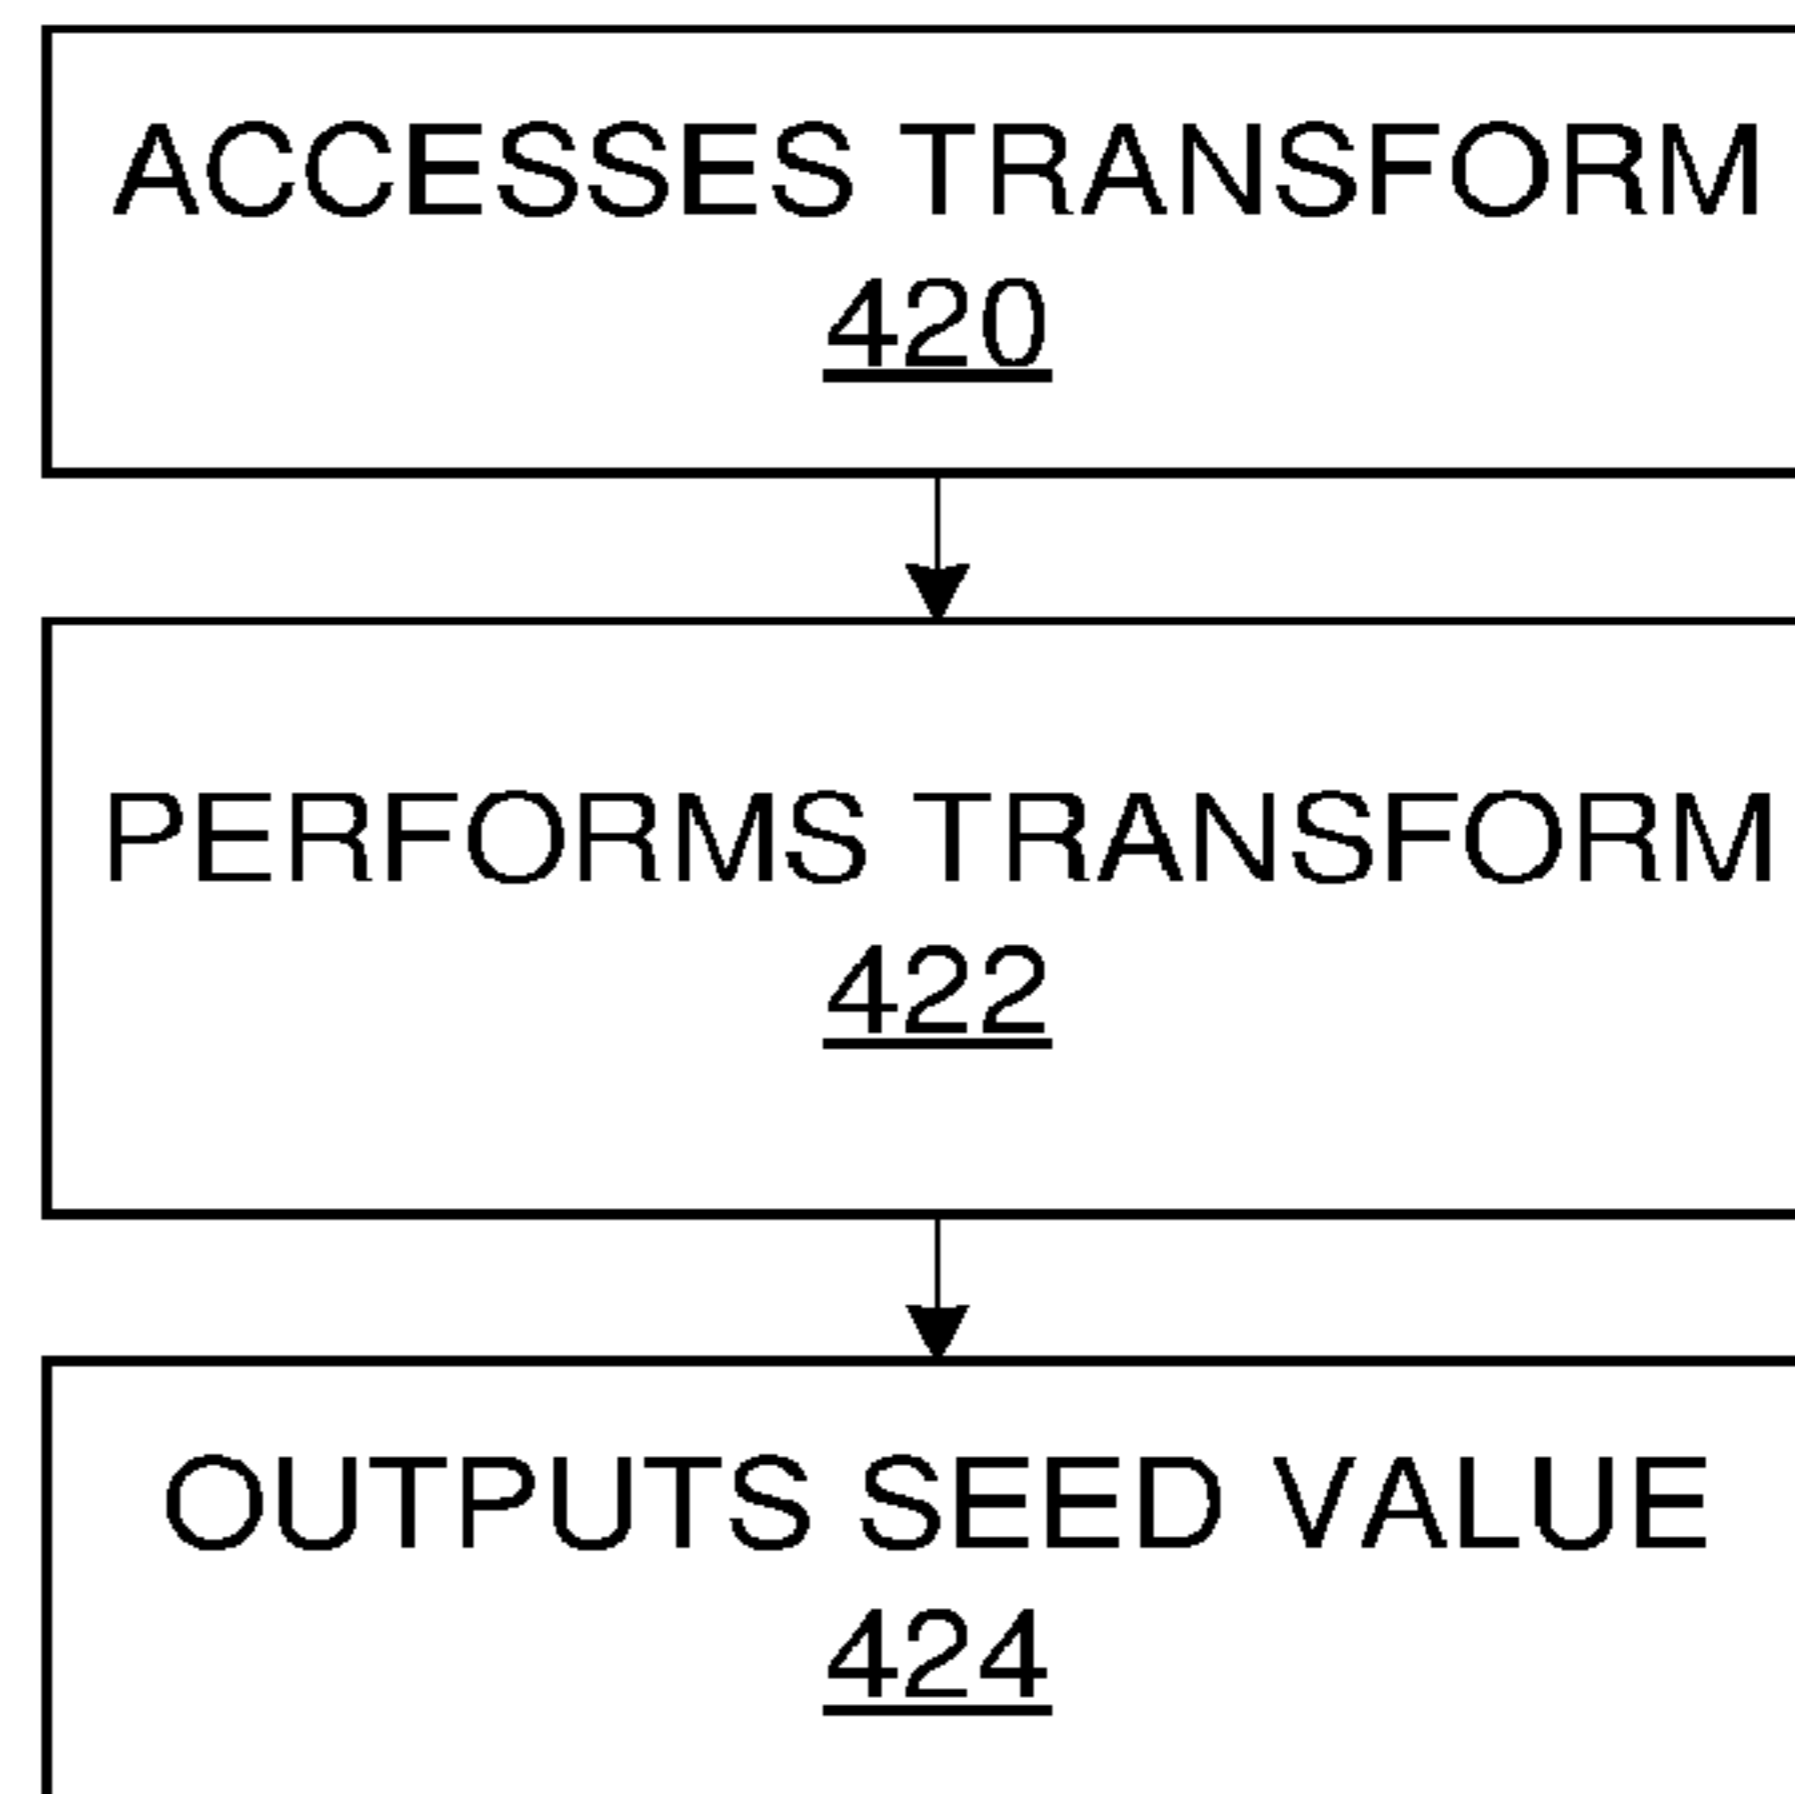 ACCESSES TRANSFORM
420
PERFORMS TRANSFORM
422
OUTPUTS SEED VALUE
424